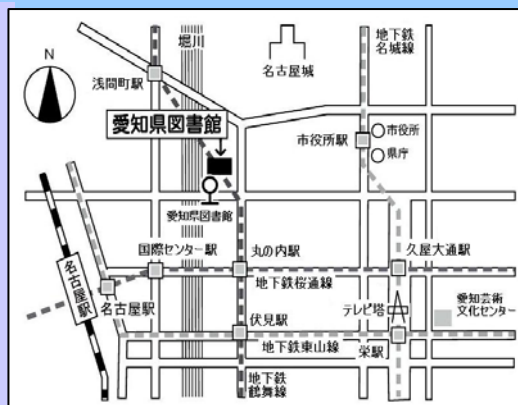 N
堀川
名古屋城
地下鉄
名城線
浅間町駅
愛知県図書館
市役所駅
市役所
県庁
愛知県図書館
国際センター駅
丸の内駅
久屋大通駅
名古屋駅
名古屋駅
地下鉄桜通線
テレビ塔
愛知芸術
文化センター
伏見駅
地下鉄東山線
栄駅
地下鉄
鶴舞線